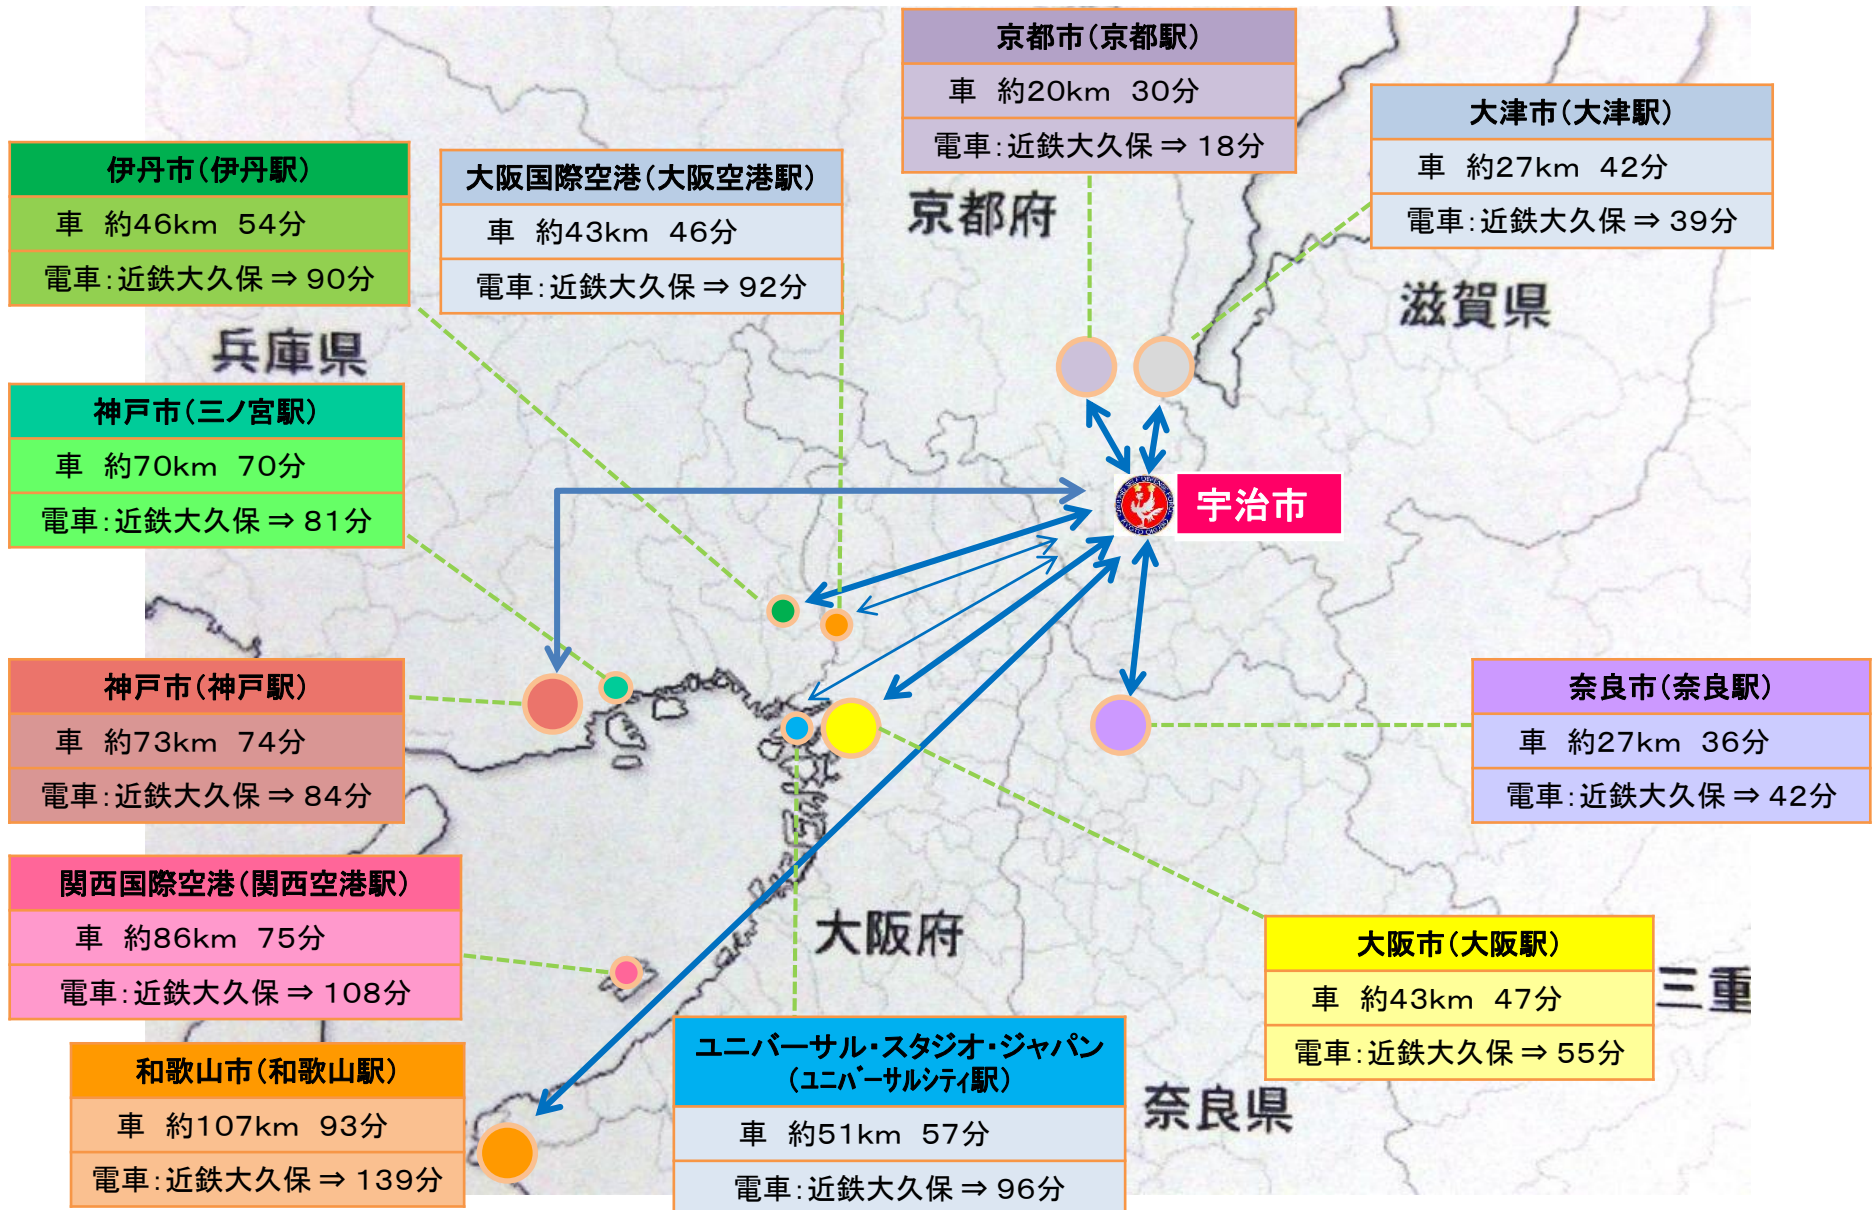 京都市(京都駅)
車 約20km 30分
電車:近鉄大久保⇒18分
大津市(大津駅)
車 約27km 42分
電車:近鉄大久保⇒39分
伊丹市(伊丹駅)
車 約46km 54分
電車:近鉄大久保⇒90分
大阪国際空港(大阪空港駅)
車 約43km 46分
電車:近鉄大久保⇒92分
京都府
滋賀県
兵庫県
神戸市(三ノ宮駅)
車 約70km 70分
電車:近鉄大久保⇒81分
宇治市
神戸市(神戸駅)
車 約73km 74分
電車:近鉄大久保⇒84分
奈良市(奈良駅)
車 約27km 36分
電車:近鉄大久保⇒42分
関西国際空港(関西空港駅)
車 約86km 75分
電車:近鉄大久保⇒108分
大阪府
大阪市(大阪駅)
車 約43km 47分
電車:近鉄大久保⇒55分
三重
和歌山市(和歌山駅)
車 約107km 93分
電車:近鉄大久保⇒139分
ユニバーサル・スタジオ・ジャパン
(ユニバーサルシティ駅)
車 約51km 57分
電車:近鉄大久保⇒96分
奈良県